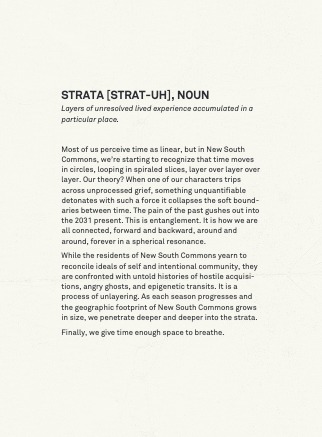 STRATA [STRAT-UH], NOUN
Layers of unresolved lived experience accumulated in a
particular place.
Most of us perceive time as linear, but in New South
Commons, we're starting to recognize that time moves
in circles, looping in spiraled slices, layer over layer over
layer. Our theory? When one of our characters trips
across unprocessed grief, something unquantifiable
detonates with such a force it collapses the soft bound-
aries between time. The pain of the past gushes out into
the 2031 present. This is entanglement. It is how we are
all connected, forward and backward, around and
around, forever in a spherical resonance.
While the residents of New South Commons yearn to
reconcile ideals of self and intentional community, they
are confronted with untold histories of hostile acquisi-
tions, angry ghosts, and epigenetic transits. It is a
process of unlayering. As each season progresses and
the geographic footprint of New South Commons grows
in size, we penetrate deeper and deeper into the strata.
Finally, we give time enough space to breathe.